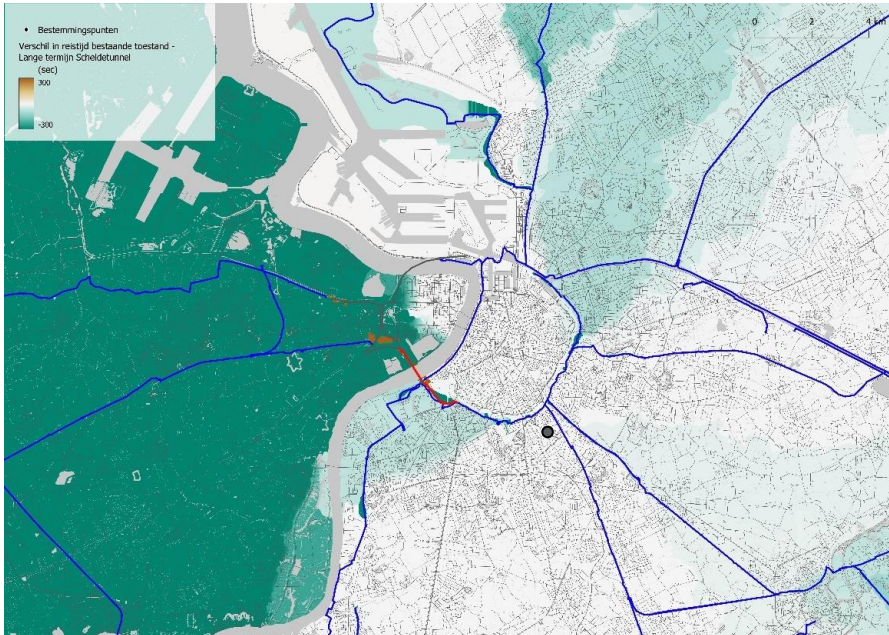 Bestemmingspunten
Verschil in reistijd bestaande toestand -
Lange termijn Scheldetunnel
(sec)
300
-300
0 2 4 km